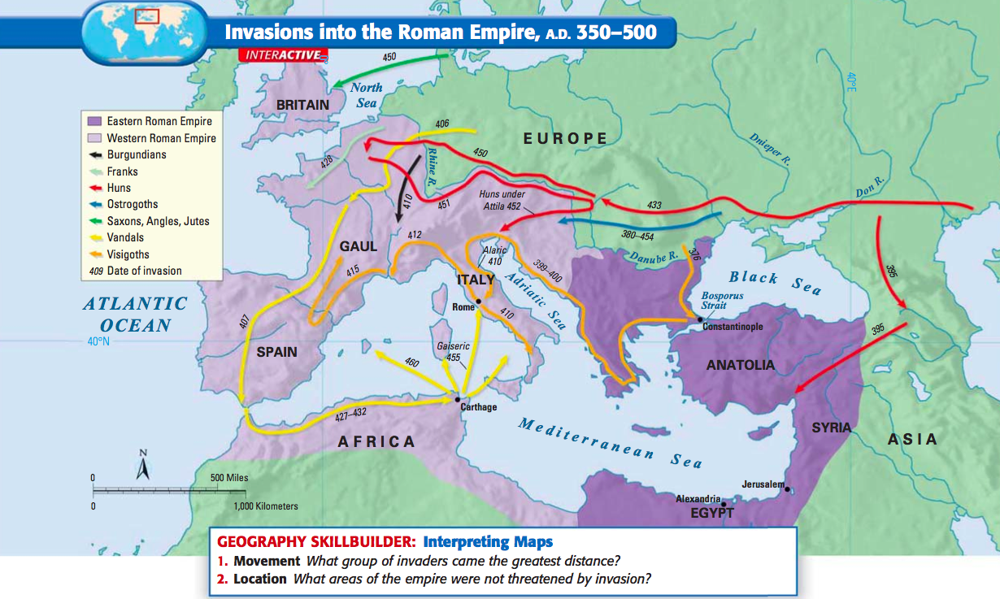 Invasions into the Roman Empire, A.D. 350–500
INTERACTIVE
Eastern Roman Empire
Western Roman Empire
Burgundians
Franks
Huns
Ostrogoths
Saxons, Angles, Jutes
Vandals
Visigoths
409 Date of invasion
450
North
Sea
BRITAIN
406
EUROPE
40°E
Dnieper R.
Don R.
Rhine R.
450
428
410
451
Huns under
Attila 452
433
380–454
Danube R.
376
GAUL
412
415
Alaric
410
399–400
ITALY
Adriatic Sea
Black Sea
Bosporus
Strait
Constantinople
395
395
ATLANTIC
OCEAN
40°N
407
SPAIN
Rome
410
Gaiseric
455
460
Carthage
427–432
AFRICA
ANATOLIA
SYRIA
ASIA
Mediterranean Sea
Jerusalem
Alexandria
EGYPT
N
0 500 Miles
0 1,000 Kilometers
GEOGRAPHY SKILLBUILDER: Interpreting Maps
1. Movement What group of invaders came the greatest distance?
2. Location What areas of the empire were not threatened by invasion?